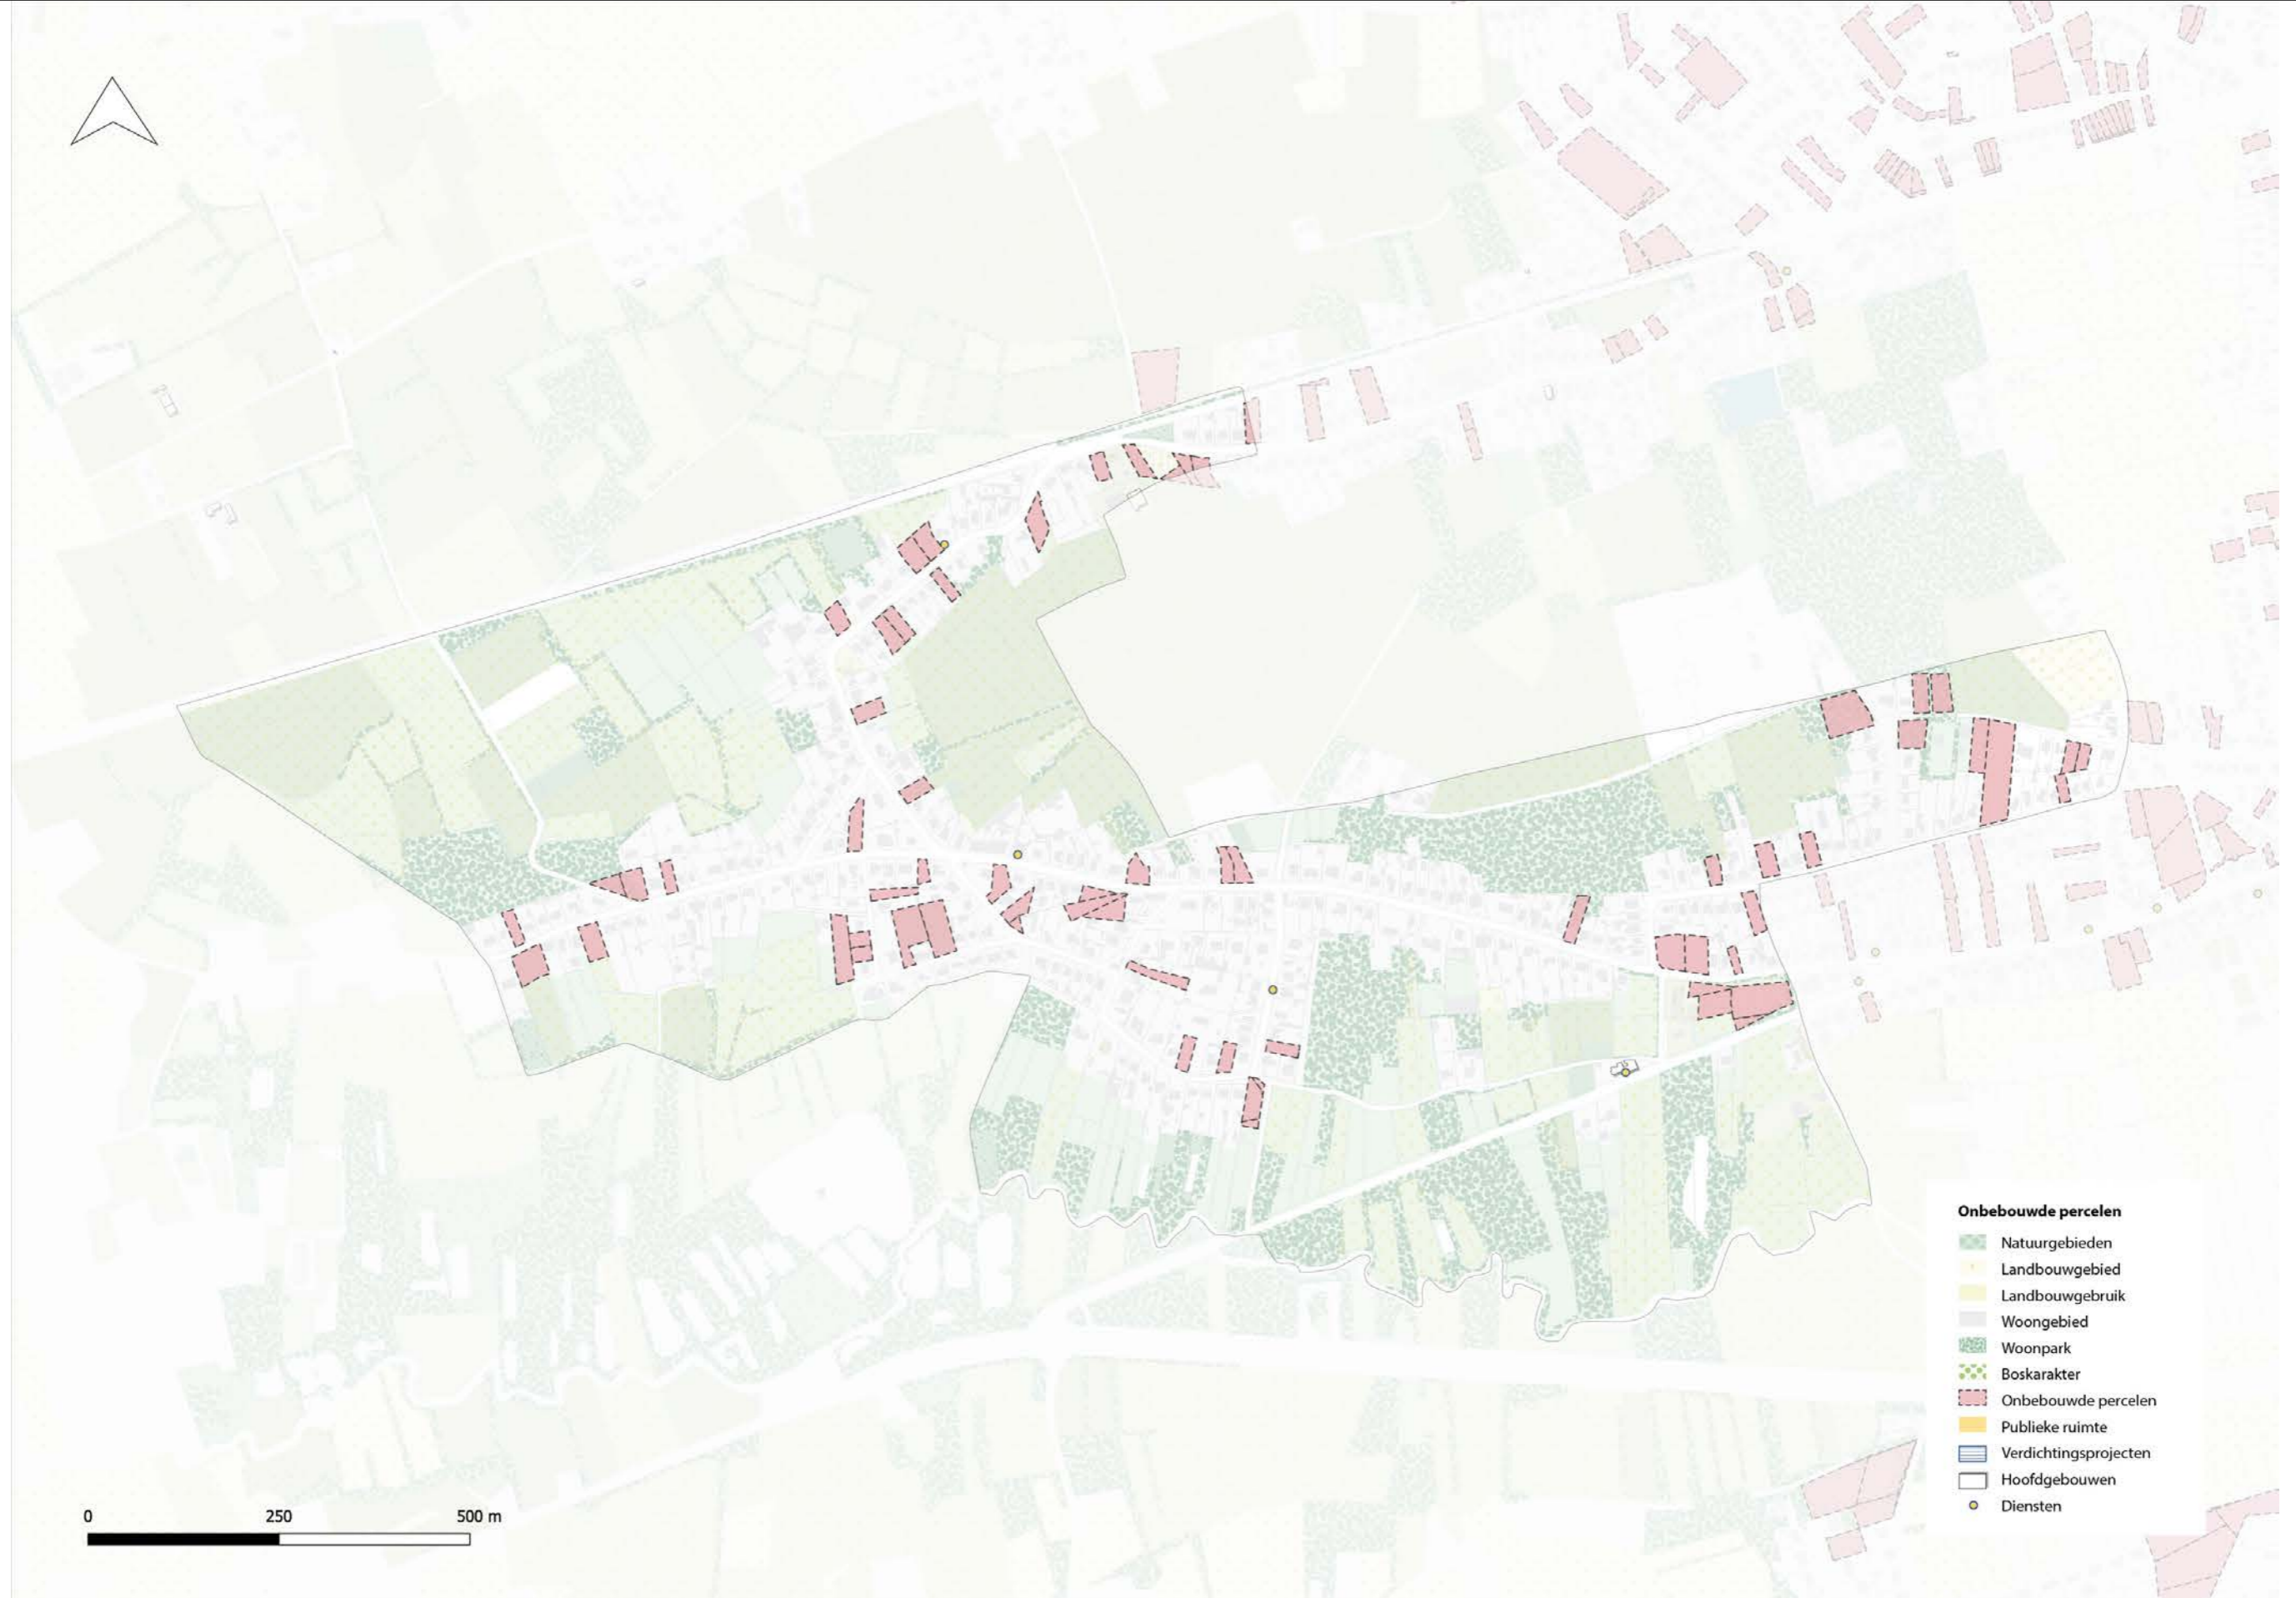 Onbebouwde percelen
Natuurgebieden
Landbouwgebied
Landbouwgebruik
Woongebied
Woonpark
Boskarakter
Onbebouwde percelen
Publieke ruimte
Verdichtingsprojecten
Hoofdgebouwen
Diensten
0 250 500 m